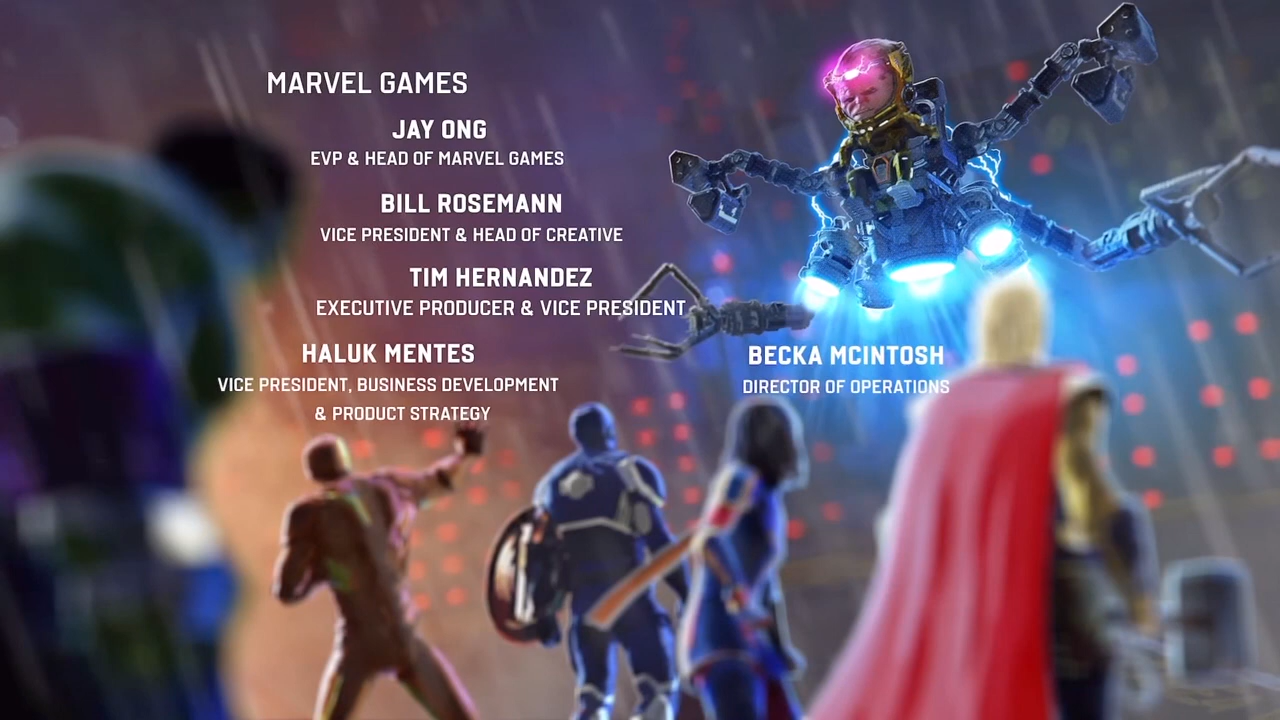 MARVEL GAMES
JAY ONG
EVP & HEAD OF MARVEL GAMES
BILL ROSEMANN
VICE PRESIDENT & HEAD OF CREATIVE
TIM HERNANDEZ
EXECUTIVE PRODUCER & VICE PRESIDENT
HALUK MENTES
VICE PRESIDENT, BUSINESS DEVELOPMENT
& PRODUCT STRATEGY
BECKA MCINTOSH
DIRECTOR OF OPERATIONS